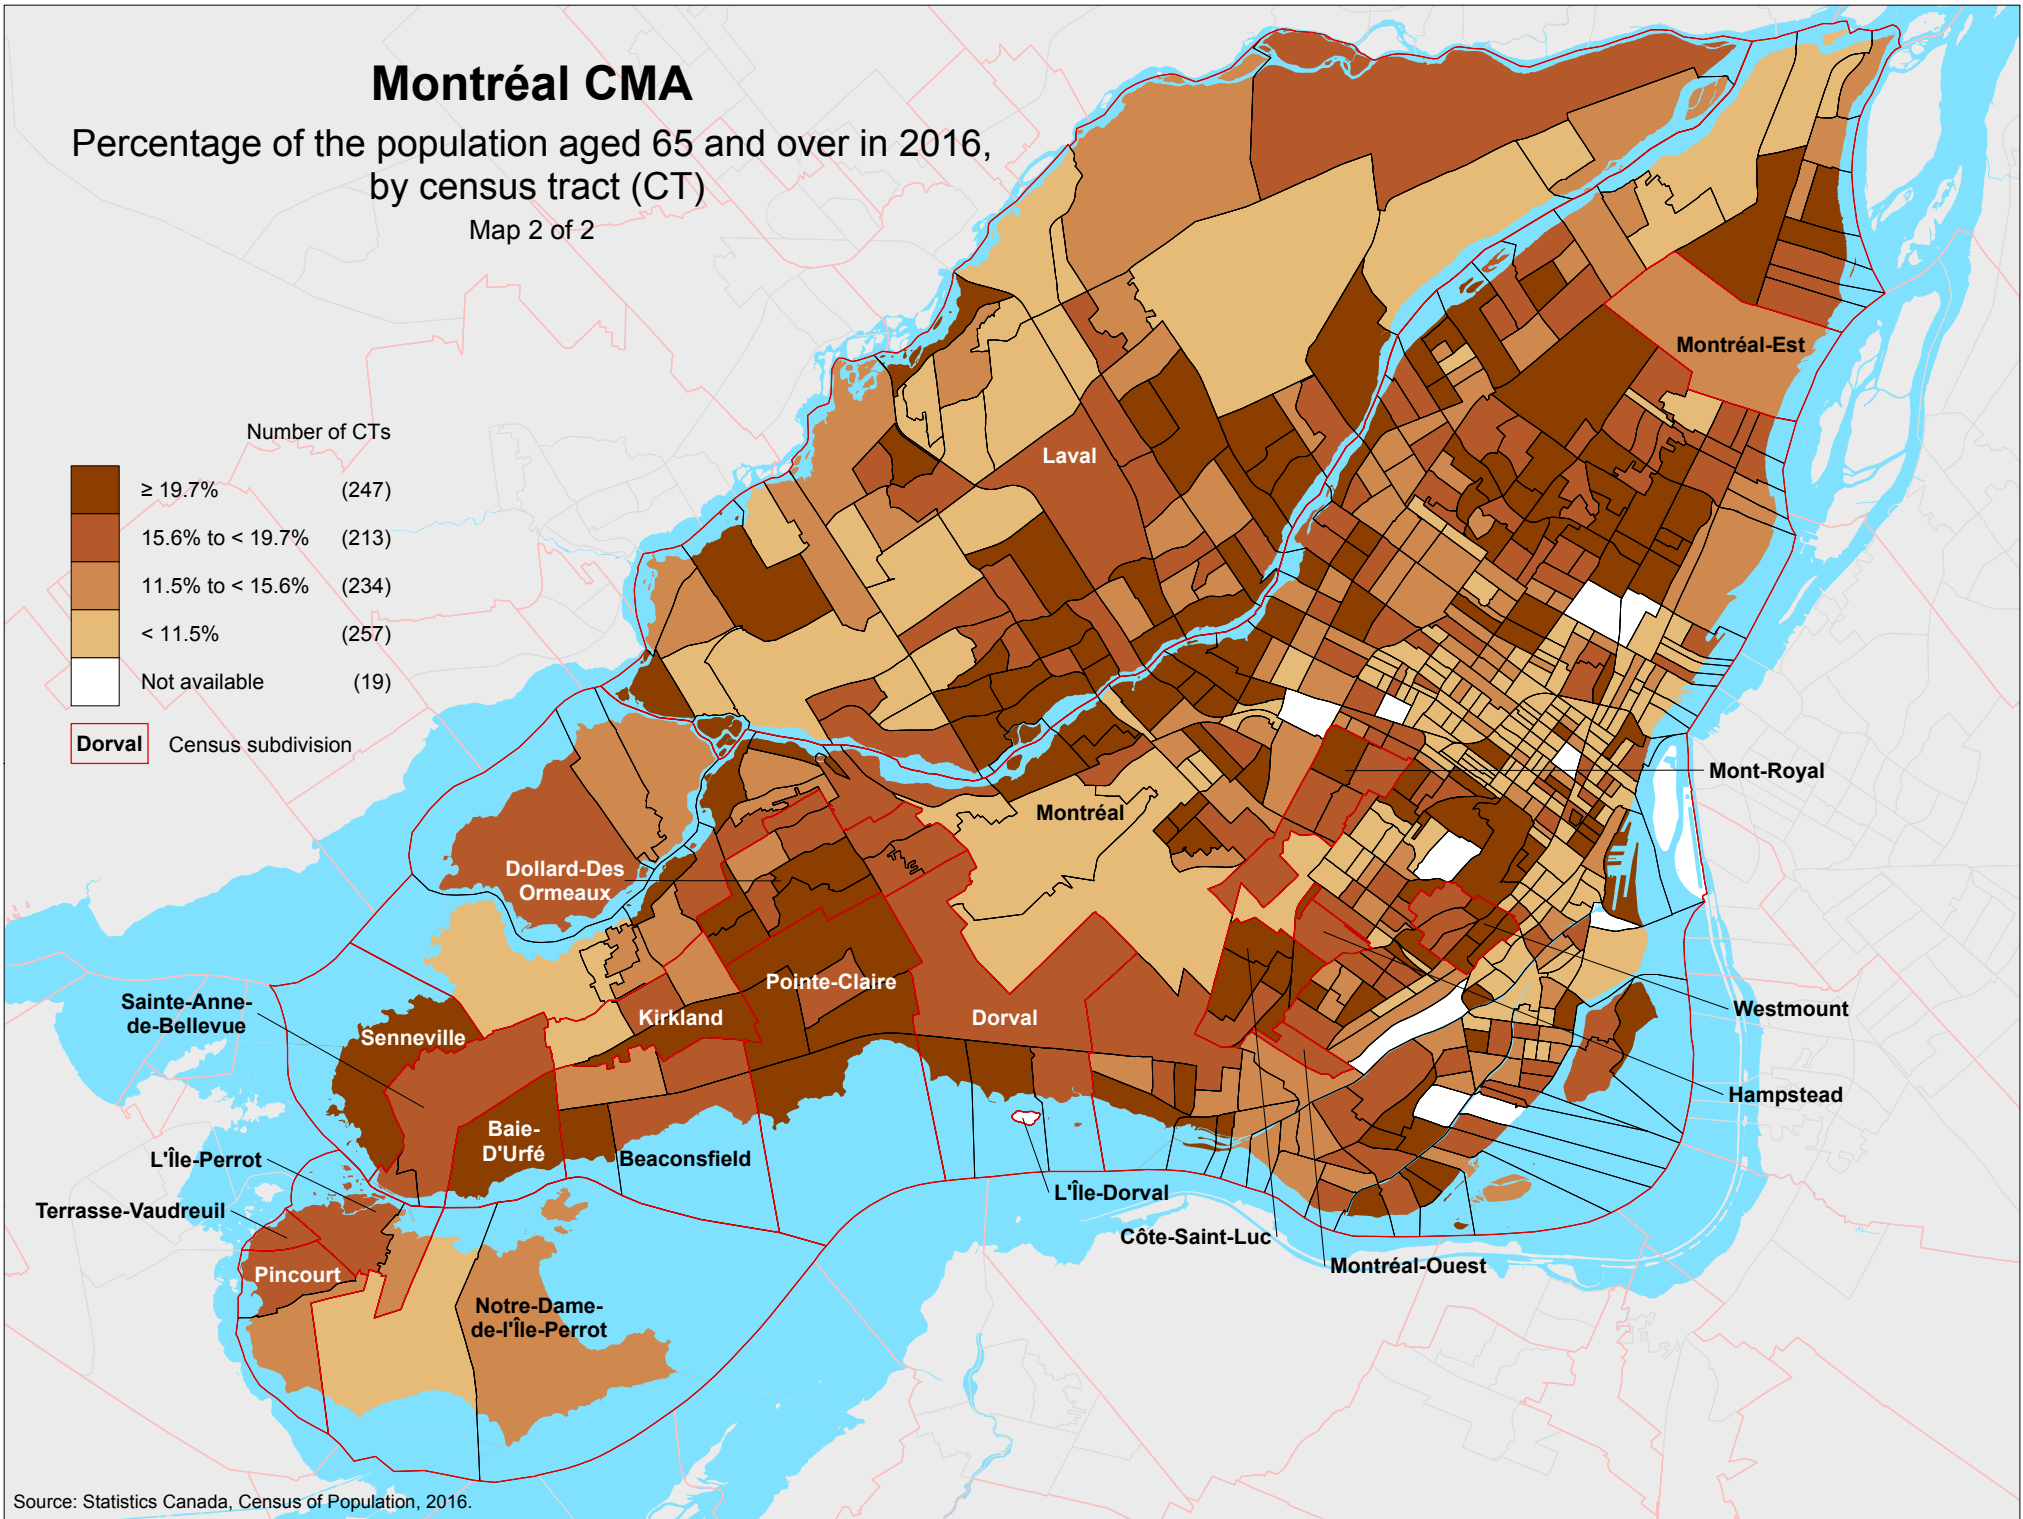 Montréal CMA
Percentage of the population aged 65 and over in 2016,
by census tract (CT)
Map 2 of 2
Number of CTs
≥ 19.7% (247)
15.6% to < 19.7% (213)
11.5% to < 15.6% (234)
< 11.5% (257)
Not available (19)
Dorval Census subdivision
Montréal-Est
Laval
Mont-Royal
Montréal
Dollard-Des
Ormeaux
Pointe-Claire
Sainte-Anne-
de-Bellevue
Senneville
Kirkland
Dorval
Westmount
Hampstead
Baie-
D'Urfé
Beaconsfield
L'Île-Perrot
L'Île-Dorval
Terrasse-Vaudreuil
Côte-Saint-Luc
Montréal-Ouest
Pincourt
Notre-Dame-
de-l'Île-Perrot
Source: Statistics Canada, Census of Population, 2016.